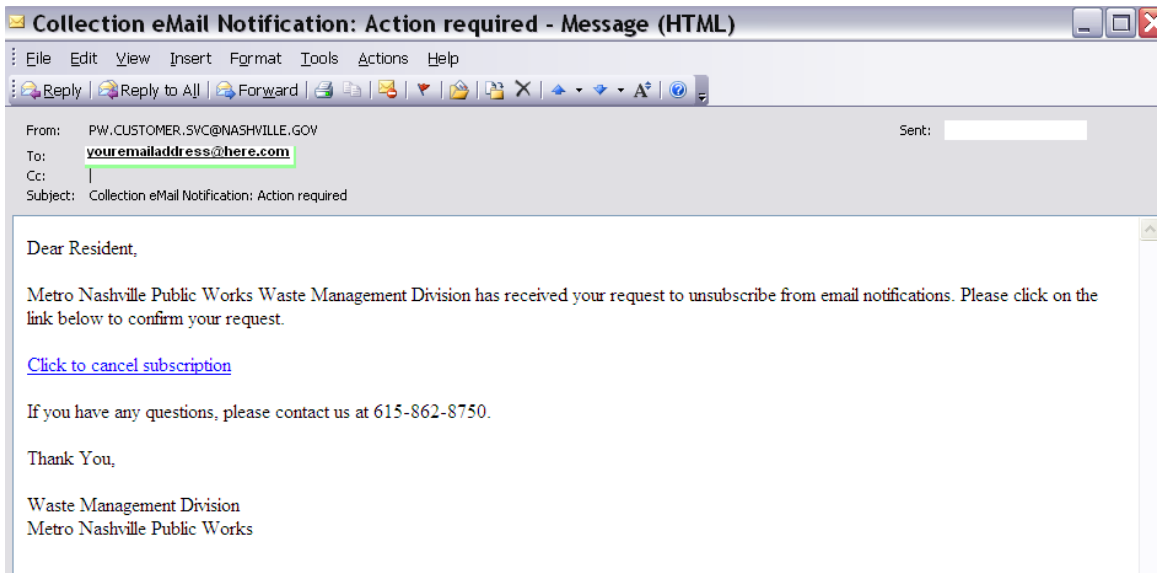 Collection eMail Notification: Action required - Message (HTML)
File Edit View Insert Format Tools Actions Help
Reply Reply to All Forward
From: PW.CUSTOMER.SVC@NASHVILLE.GOV Sent:
To: youremailaddress@here.com
Cc:
Subject: Collection eMail Notification: Action required
Dear Resident,
Metro Nashville Public Works Waste Management Division has received your request to unsubscribe from email notifications. Please click on the
link below to confirm your request.
Click to cancel subscription
If you have any questions, please contact us at 615-862-8750.
Thank You,
Waste Management Division
Metro Nashville Public Works